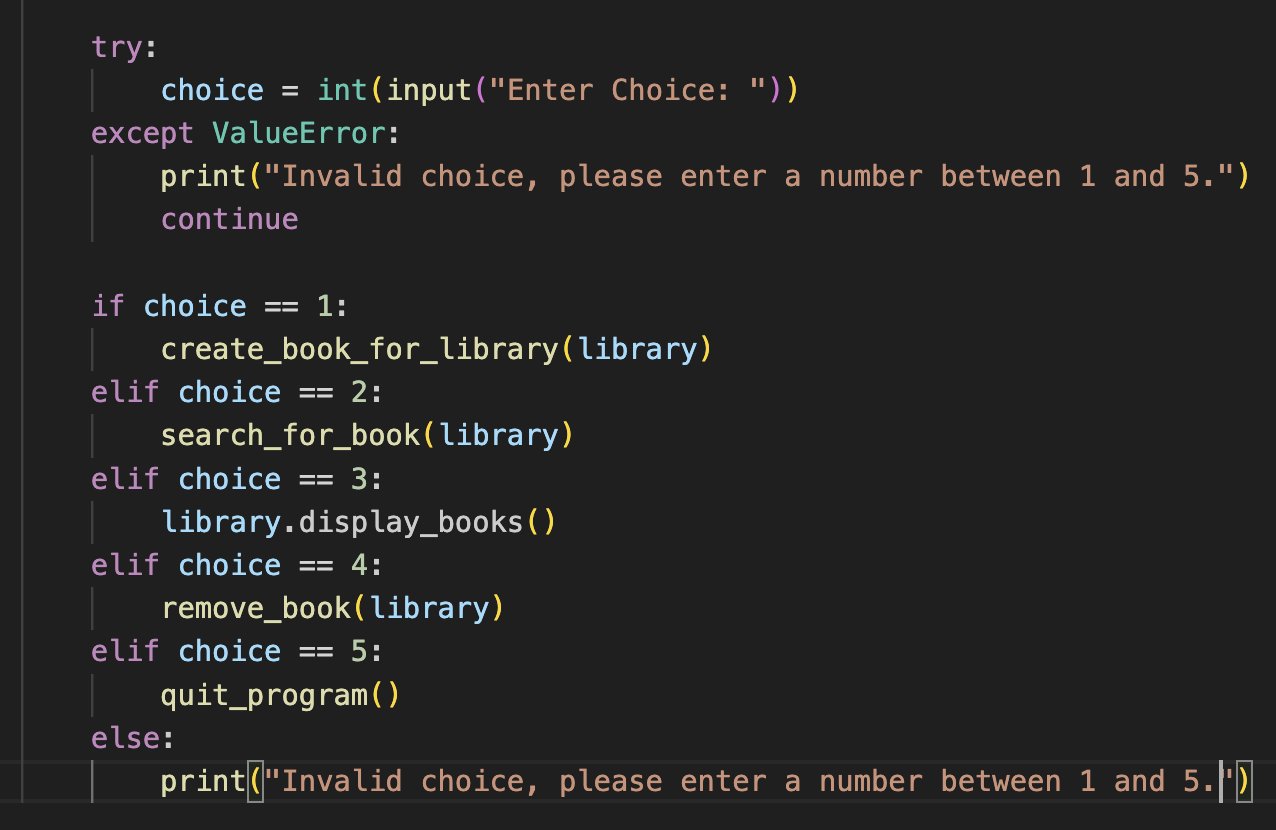 try:
    choice = int(input("Enter Choice: "))
except ValueError:
    print("Invalid choice, please enter a number between 1 and 5.")
    continue

if choice == 1:
    create_book_for_library(library)
elif choice == 2:
    search_for_book(library)
elif choice == 3:
    library.display_books()
elif choice == 4:
    remove_book(library)
elif choice == 5:
    quit_program()
else:
    print("Invalid choice, please enter a number between 1 and 5.")